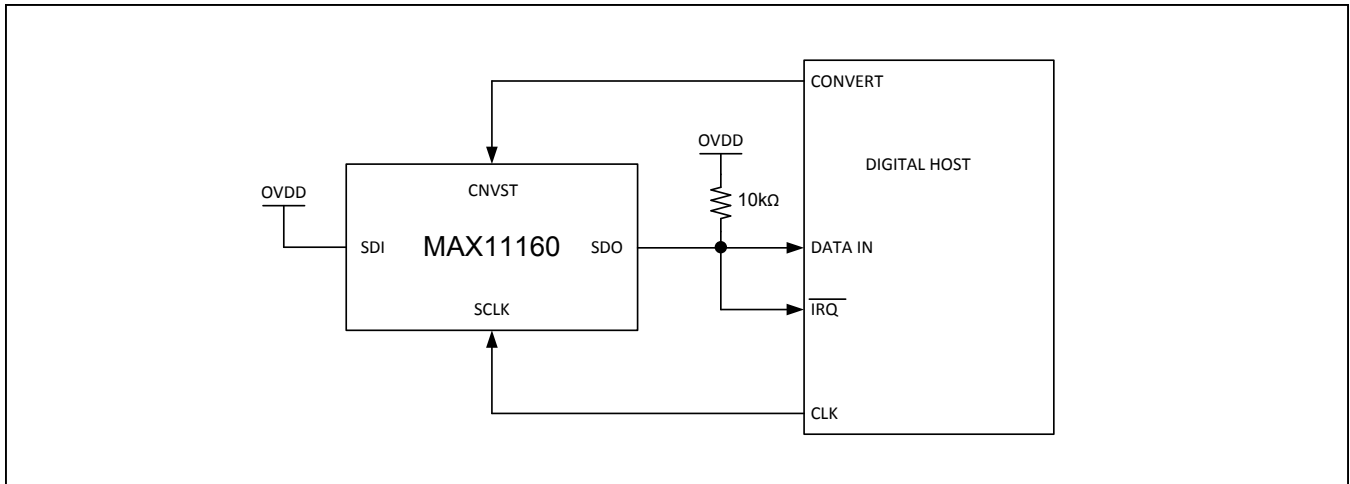 CONVERT
OVDD
DIGITAL HOST
OVDD
CNVST
10kΩ
SDI
MAX11160
SDO
DATA IN
SCLK
IRQ
CLK